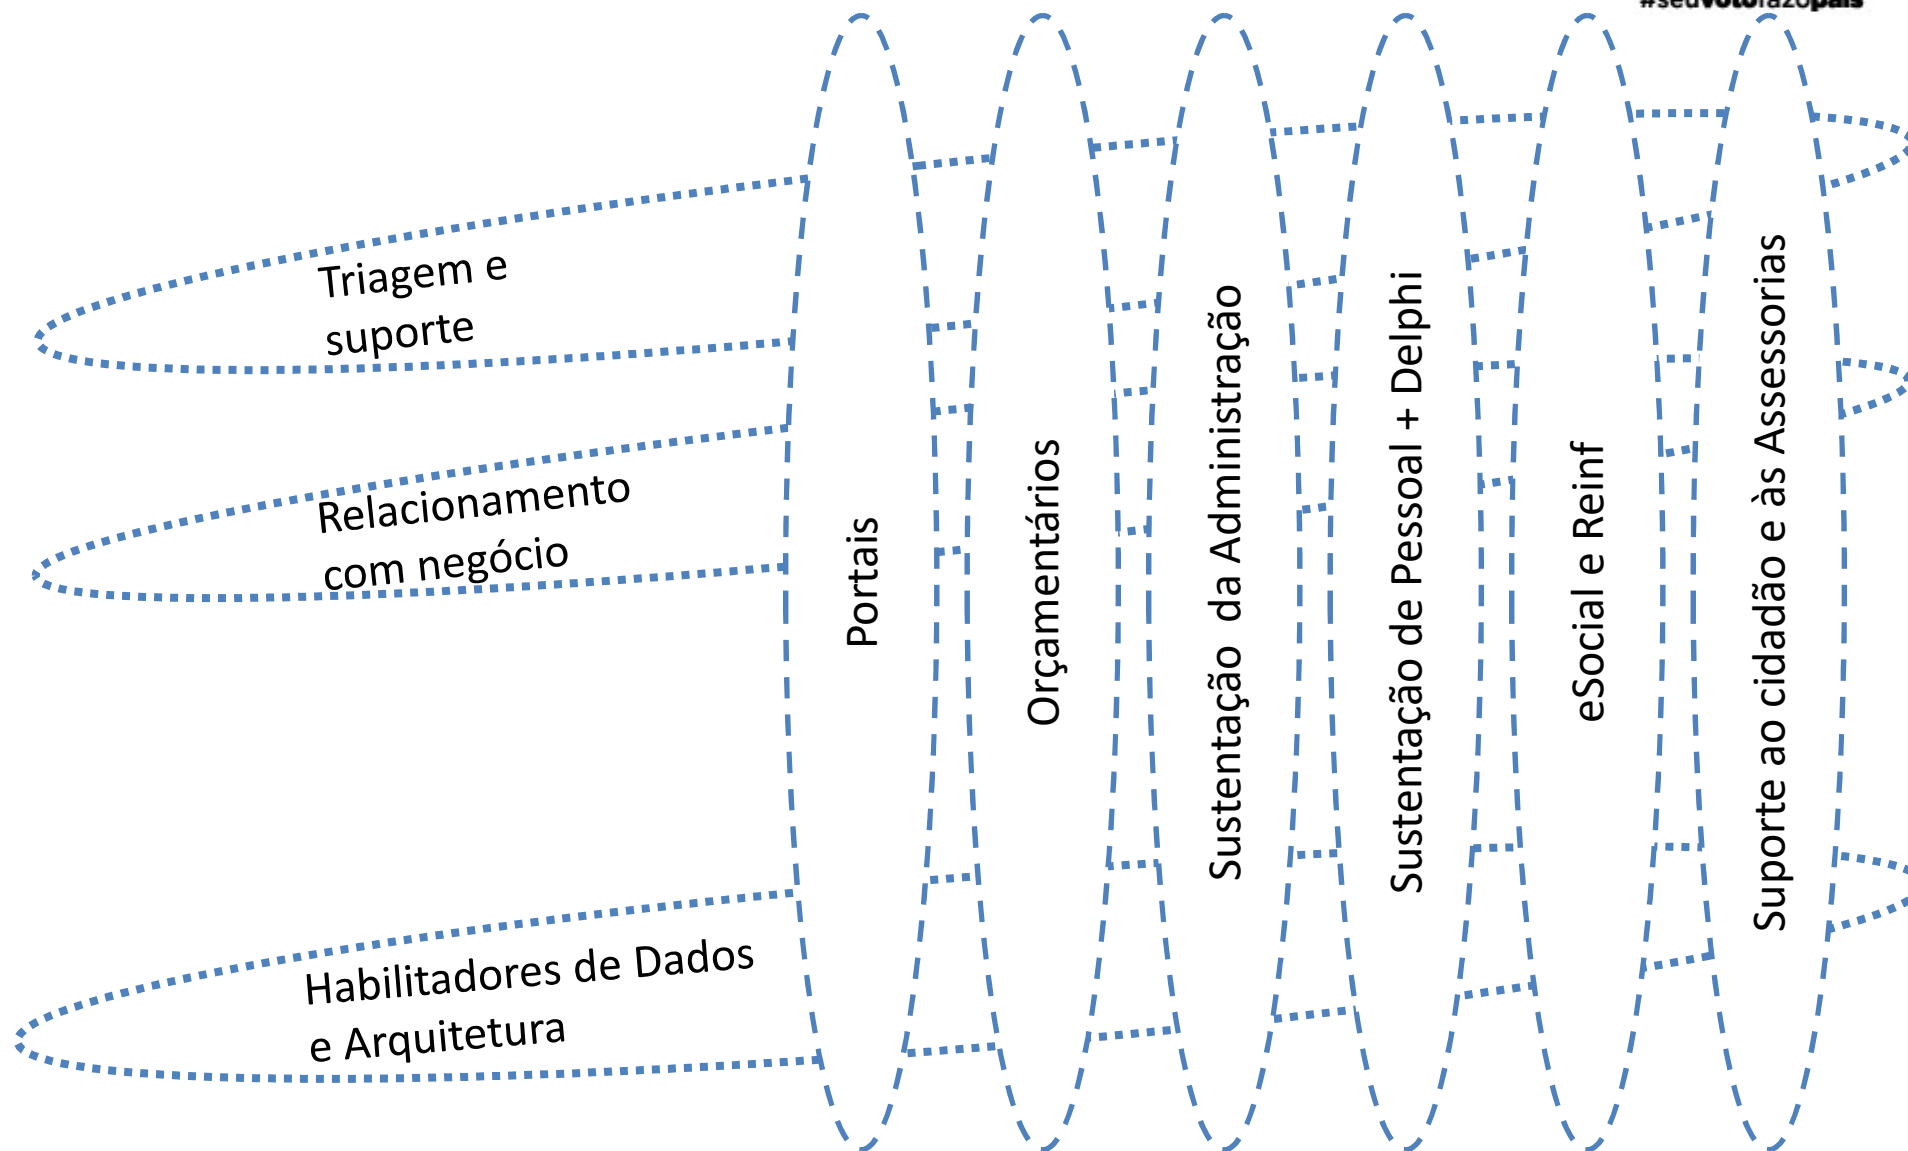 #seuvotofazopaís
Triagem e
suporte
Relacionamento
com negócio
Habilitadores de Dados
e Arquitetura
Portais
Orçamentários
Sustentação da Administração
Sustentação de Pessoal + Delphi
eSocial e Reinf
Suporte ao cidadão e às Assessorias